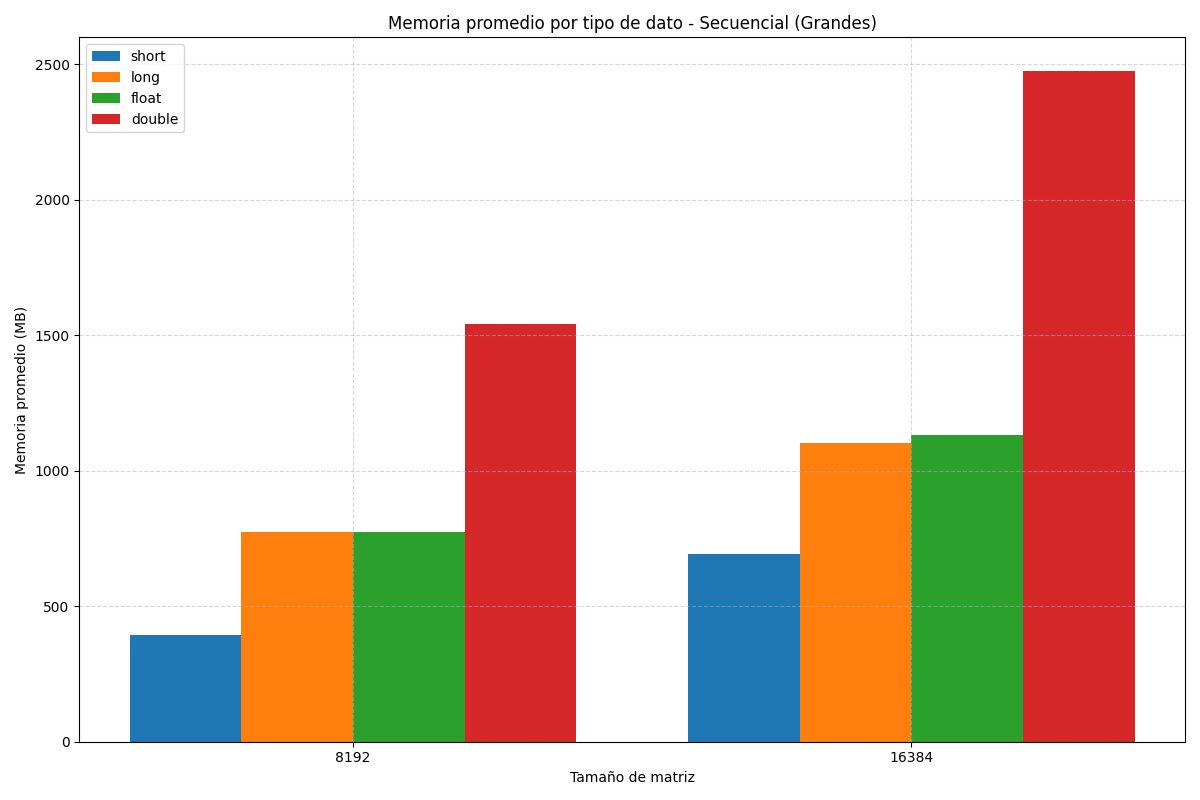 Memoria promedio por tipo de dato - Secuencial (Grandes)
short
long
float
double
Memoria promedio (MB)
2500
2000
1500
1000
500
0
8192
16384
Tamaño de matriz